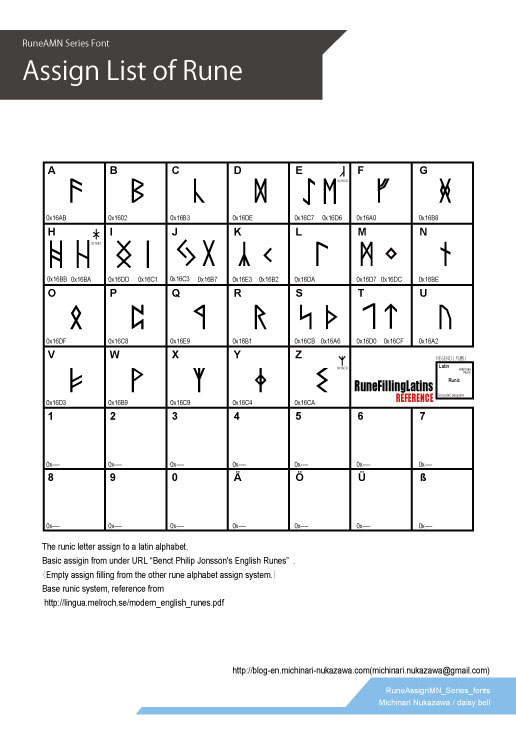 RuneAMN Series Font
Assign List of Rune
A B C D E F G
ᚫ ᛒ ᚳ ᛞ ᛇ ᛖ ᚠ ᚸ
0x16AB 0x1602 0x16B3 0x16DE 0x16C7 0x16D6 0x16A0 0x16B8
H I J K L M N
ᚻ ᚺ ᛝ ᛁ ᛃ ᚷ ᛣ ᚲ ᛚ ᛗ ᛜ ᚾ
0x16BB 0x16BA 0x16DD 0x16C1 0x16C3 0x16B7 0x16E3 0x16B2 0x16DA 0x16D7 0x16DC 0x16BE
O P Q R S T U
ᛟ ᛈ ᛩ ᚱ ᛋ ᚦ ᛐ ᛏ ᚢ
0x16DF 0x16C8 0x16E9 0x16B1 0x16CB 0x16A6 0x16D0 0x16CF 0x16A2
V W X Y Z
ᛓ ᚹ ᛉ ᛄ ᛊ
0x16D3 0x16B9 0x16C9 0x16C4 0x16CA
Latin
Runic
RuneFillingLatins
REFERENCE
1 2 3 4 5 6 7
0x---- 0x---- 0x---- 0x---- 0x---- 0x---- 0x----
8 9 0 Ä Ö Ü ß
0x---- 0x---- 0x---- 0x---- 0x---- 0x---- 0x----
The runic letter assign to a latin alphabet.
Basic assigin from under URL "Benct Philip Jonsson's English Runes" .
(Empty assign filling from the other rune alphabet assign system.)
Base runic system, reference from
http://lingua.melroch.se/modern_english_runes.pdf
http://blog-en.michinari-nukazawa.com(michinari.nukazawa@gmail.com)
RuneAssignMN_Series_fonts
Michinari Nukazawa / daisy bell